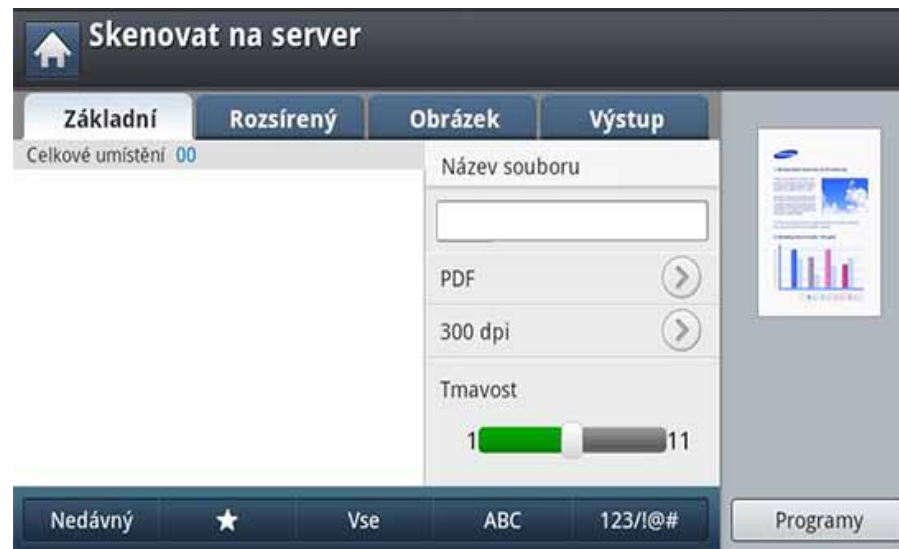 Skenovat na server
Základní
Rozsírený
Obrázek
Výstup
Celkové umístění 00
Název souboru
PDF
300 dpi
Tmavost
1
11
Nedávný
★
Vse
ABC
123/!@#
Programy